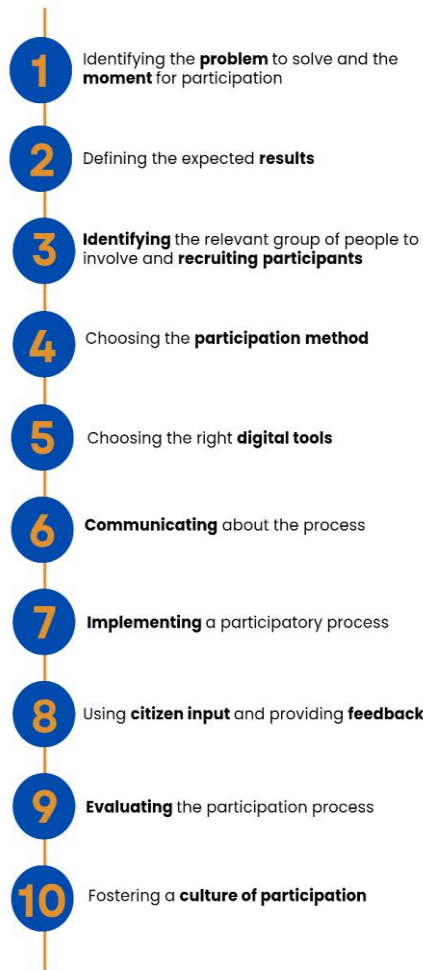 1
Identifying the problem to solve and the
moment for participation
2
Defining the expected results
3
Identifying the relevant group of people to
involve and recruiting participants
4
Choosing the participation method
5
Choosing the right digital tools
6
Communicating about the process
7
Implementing a participatory process
8
Using citizen input and providing feedback
9
Evaluating the participation process
10
Fostering a culture of participation